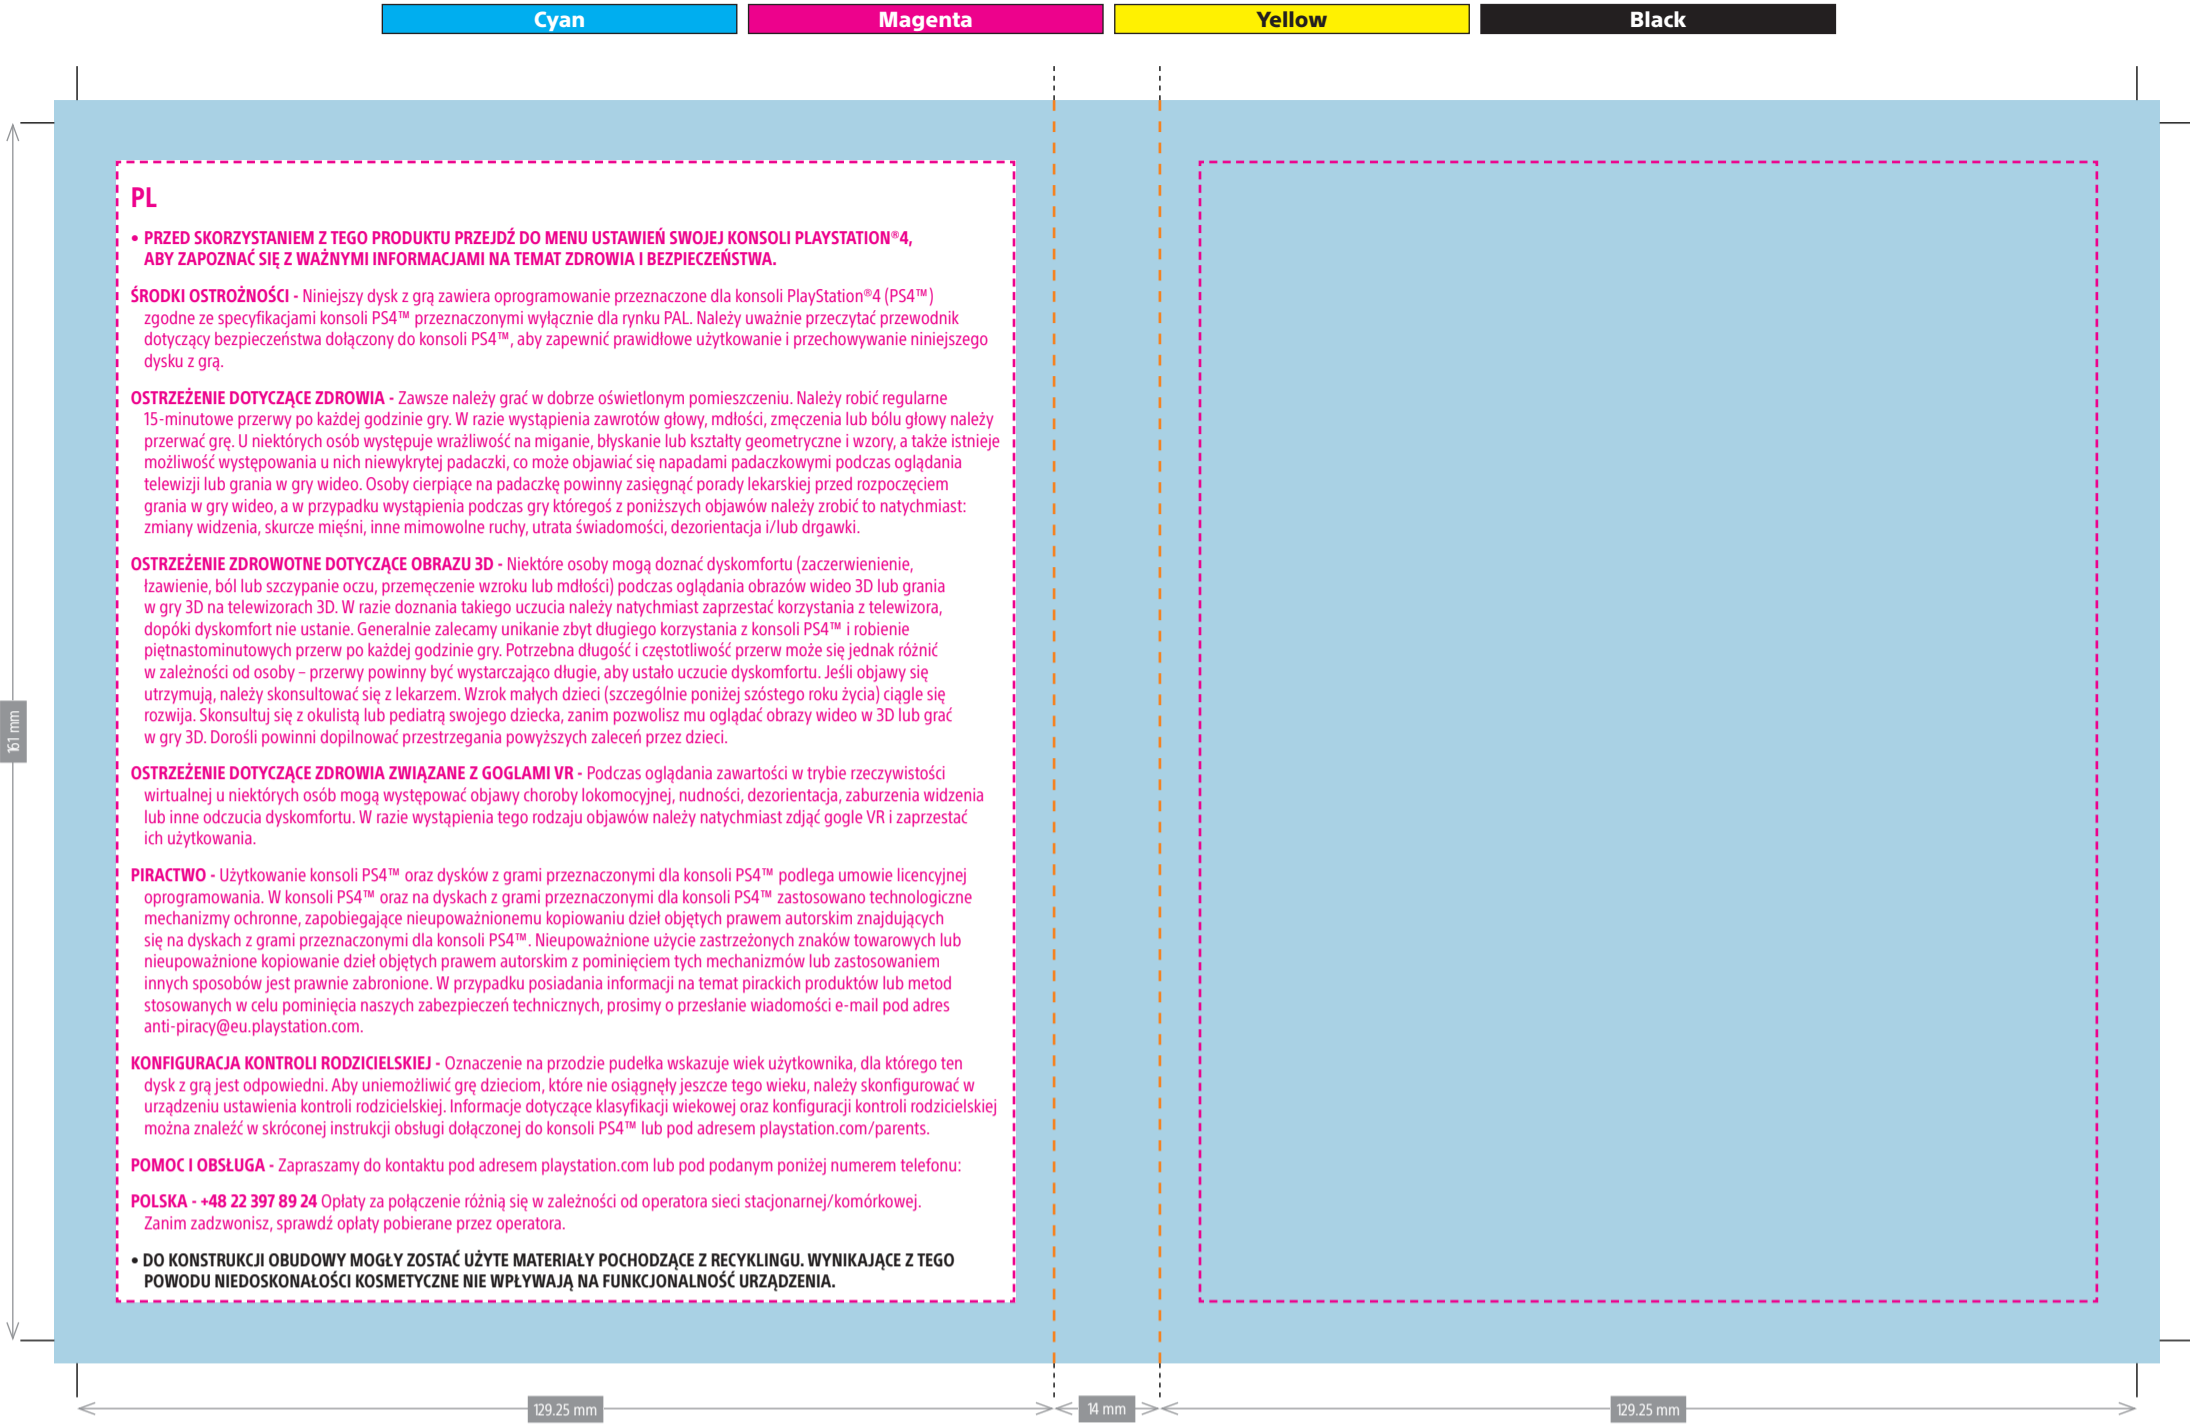 Cyan Magenta Yellow Black
PL
• PRZED SKORZYSTANIEM Z TEGO PRODUKTU PRZEJDŹ DO MENU USTAWIEŃ SWOJEJ KONSOLI PLAYSTATION®4,
ABY ZAPOZNAĆ SIĘ Z WAŻNYMI INFORMACJAMI NA TEMAT ZDROWIA I BEZPIECZEŃSTWA.
ŚRODKI OSTROŻNOŚCI - Niniejszy dysk z grą zawiera oprogramowanie przeznaczone dla konsoli PlayStation®4 (PS4™)
zgodne ze specyfikacjami konsoli PS4™ przeznaczonymi wyłącznie dla rynku PAL. Należy uważnie przeczytać przewodnik
dotyczący bezpieczeństwa dołączony do konsoli PS4™, aby zapewnić prawidłowe użytkowanie i przechowywanie niniejszego
dysku z grą.
OSTRZEŻENIE DOTYCZĄCE ZDROWIA - Zawsze należy grać w dobrze oświetlonym pomieszczeniu. Należy robić regularne
15-minutowe przerwy po każdej godzinie gry. W razie wystąpienia zawrotów głowy, mdłości, zmęczenia lub bólu głowy należy
przerwać grę. U niektórych osób występuje wrażliwość na miganie, błyskanie lub kształty geometryczne i wzory, a także istnieje
możliwość występowania u nich niewykrytej padaczki, co może objawiać się napadami padaczkowymi podczas oglądania
telewizji lub grania w gry wideo. Osoby cierpiące na padaczkę powinny zasięgnąć porady lekarskiej przed rozpoczęciem
grania w gry wideo, a w przypadku wystąpienia podczas gry któregoś z poniższych objawów należy zrobić to natychmiast:
zmiany widzenia, skurcze mięśni, inne mimowolne ruchy, utrata świadomości, dezorientacja i/lub drgawki.
OSTRZEŻENIE ZDROWOTNE DOTYCZĄCE OBRAZU 3D - Niektóre osoby mogą doznać dyskomfortu (zaczerwienienie,
łzawienie, ból lub szczypanie oczu, przemęczenie wzroku lub mdłości) podczas oglądania obrazów wideo 3D lub grania
w gry 3D na telewizorach 3D. W razie doznania takiego uczucia należy natychmiast zaprzestać korzystania z telewizora,
dopóki dyskomfort nie ustanie. Generalnie zalecamy unikanie zbyt długiego korzystania z konsoli PS4™ i robienie
piętnastominutowych przerw po każdej godzinie gry. Potrzebna długość i częstotliwość przerw może się jednak różnić
w zależności od osoby – przerwy powinny być wystarczająco długie, aby ustało uczucie dyskomfortu. Jeśli objawy się
utrzymują, należy skonsultować się z lekarzem. Wzrok małych dzieci (szczególnie poniżej szóstego roku życia) ciągle się
rozwija. Skonsultuj się z okulistą lub pediatrą swojego dziecka, zanim pozwolisz mu oglądać obrazy wideo w 3D lub grać
w gry 3D. Dorośli powinni dopilnować przestrzegania powyższych zaleceń przez dzieci.
OSTRZEŻENIE DOTYCZĄCE ZDROWIA ZWIĄZANE Z GOGLAMI VR - Podczas oglądania zawartości w trybie rzeczywistości
wirtualnej u niektórych osób mogą występować objawy choroby lokomocyjnej, nudności, dezorientacja, zaburzenia widzenia
lub inne odczucia dyskomfortu. W razie wystąpienia tego rodzaju objawów należy natychmiast zdjąć gogle VR i zaprzestać
ich użytkowania.
PIRACTWO - Użytkowanie konsoli PS4™ oraz dysków z grami przeznaczonymi dla konsoli PS4™ podlega umowie licencyjnej
oprogramowania. W konsoli PS4™ oraz na dyskach z grami przeznaczonymi dla konsoli PS4™ zastosowano technologiczne
mechanizmy ochronne, zapobiegające nieupoważnionemu kopiowaniu dzieł objętych prawem autorskim znajdujących
się na dyskach z grami przeznaczonymi dla konsoli PS4™. Nieupoważnione użycie zastrzeżonych znaków towarowych lub
nieupoważnione kopiowanie dzieł objętych prawem autorskim z pominięciem tych mechanizmów lub zastosowaniem
innych sposobów jest prawnie zabronione. W przypadku posiadania informacji na temat pirackich produktów lub metod
stosowanych w celu pominięcia naszych zabezpieczeń technicznych, prosimy o przesłanie wiadomości e-mail pod adres
anti-piracy@eu.playstation.com.
KONFIGURACJA KONTROLI RODZICIELSKIEJ - Oznaczenie na przodzie pudełka wskazuje wiek użytkownika, dla którego ten
dysk z grą jest odpowiedni. Aby uniemożliwić grę dzieciom, które nie osiągnęły jeszcze tego wieku, należy skonfigurować w
urządzeniu ustawienia kontroli rodzicielskiej. Informacje dotyczące klasyfikacji wiekowej oraz konfiguracji kontroli rodzicielskiej
można znaleźć w skróconej instrukcji obsługi dołączonej do konsoli PS4™ lub pod adresem playstation.com/parents.
POMOC I OBSŁUGA - Zapraszamy do kontaktu pod adresem playstation.com lub pod podanym poniżej numerem telefonu:
POLSKA - +48 22 397 89 24 Opłaty za połączenie różnią się w zależności od operatora sieci stacjonarnej/komórkowej.
Zanim zadzwonisz, sprawdź opłaty pobierane przez operatora.
• DO KONSTRUKCJI OBUDOWY MOGŁY ZOSTAĆ UŻYTE MATERIAŁY POCHODZĄCE Z RECYKLINGU. WYNIKAJĄCE Z TEGO
POWODU NIEDOSKONAŁOŚCI KOSMETYCZNE NIE WPŁYWAJĄ NA FUNKCJONALNOŚĆ URZĄDZENIA.
161 mm
129.25 mm 14 mm 129.25 mm